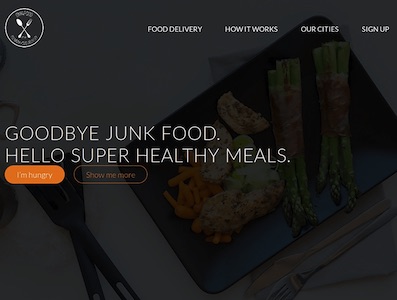 FOOD DELIVERY
HOW IT WORKS
OUR CITIES
SIGN UP
GOODBYE JUNK FOOD.
HELLO SUPER HEALTHY MEALS.
I'm hungry
Show me more